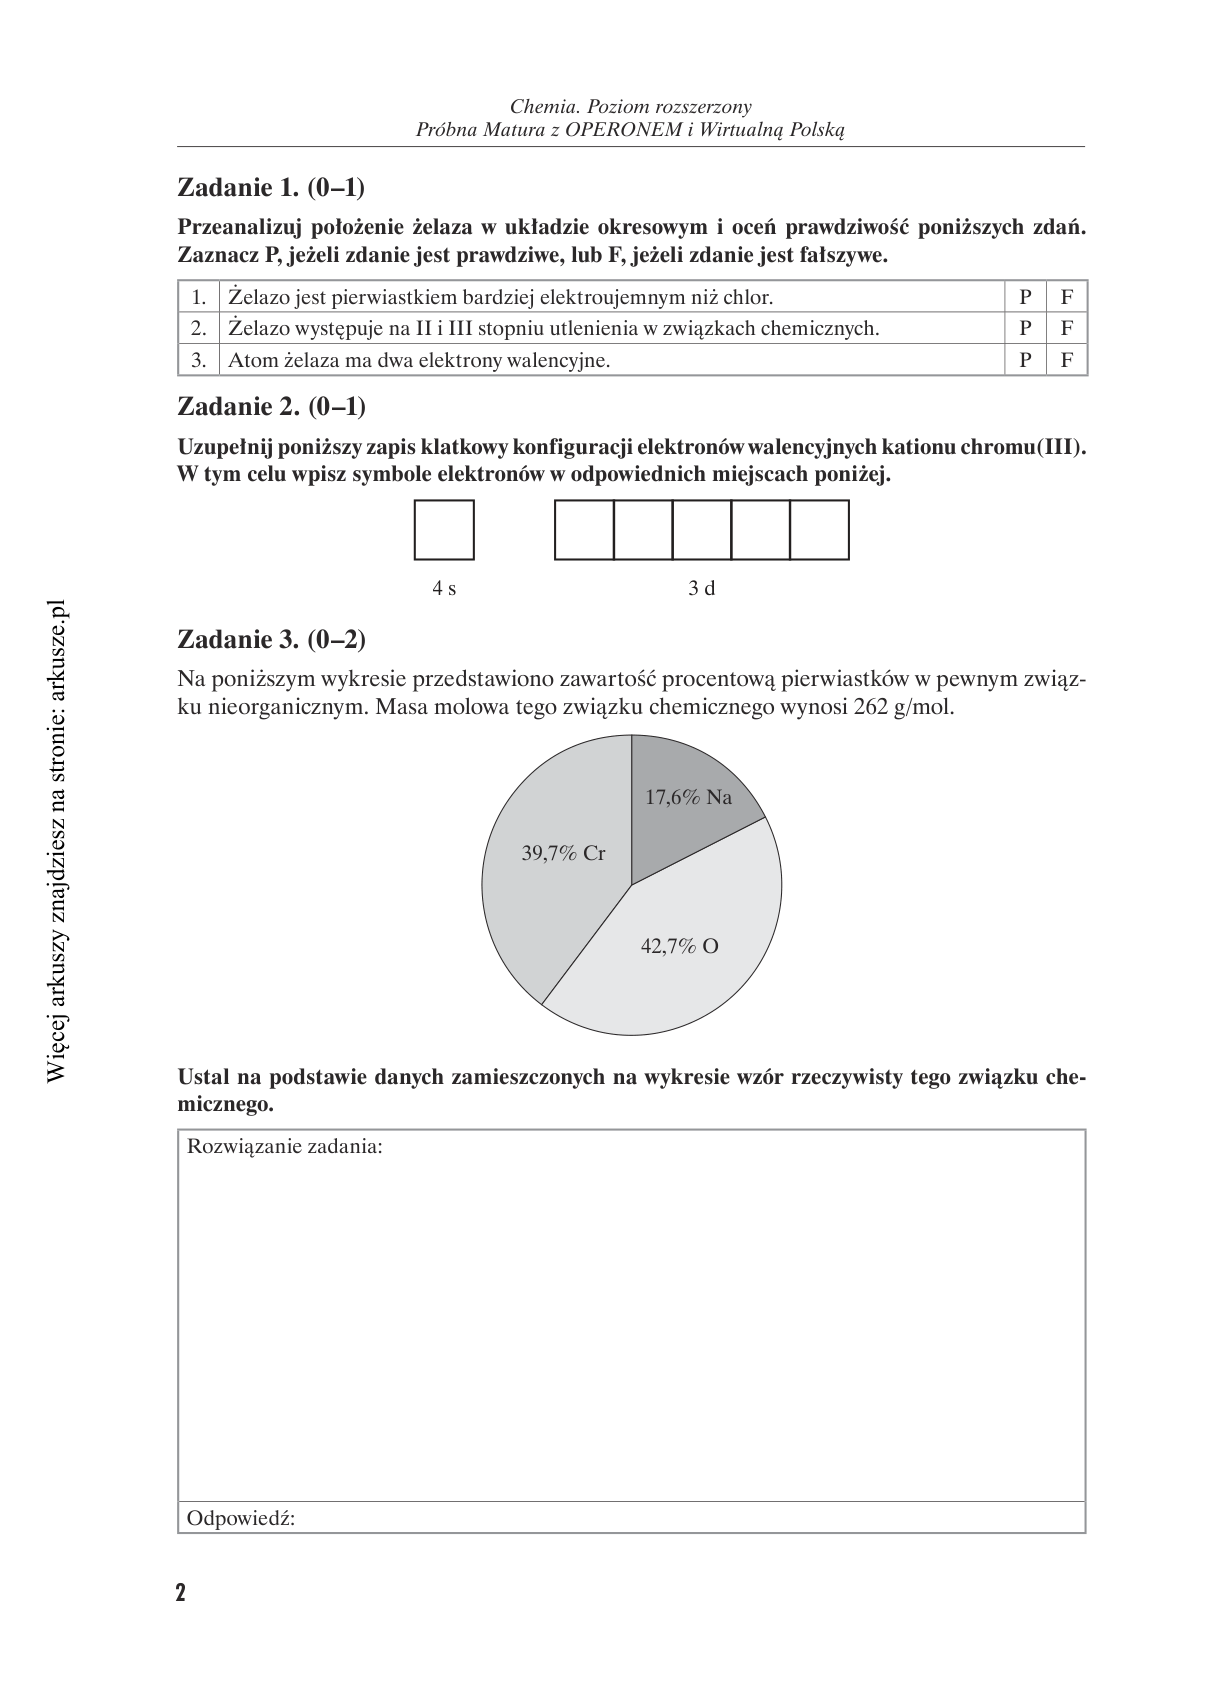 Chemia. Poziom rozszerzony
Próbna Matura z OPERONEM i Wirtualną Polską
Zadanie 1. (0–1)
Przeanalizuj położenie żelaza w układzie okresowym i oceń prawdziwość poniższych zdań.
Zaznacz P, jeżeli zdanie jest prawdziwe, lub F, jeżeli zdanie jest fałszywe.
1. Żelazo jest pierwiastkiem bardziej elektroujemnym niż chlor. P F
2. Żelazo występuje na II i III stopniu utlenienia w związkach chemicznych. P F
3. Atom żelaza ma dwa elektrony walencyjne. P F
Zadanie 2. (0–1)
Uzupełnij poniższy zapis klatkowy konfiguracji elektronów walencyjnych kationu chromu(III).
W tym celu wpisz symbole elektronów w odpowiednich miejscach poniżej.
4 s 3 d
Zadanie 3. (0–2)
Na poniższym wykresie przedstawiono zawartość procentową pierwiastków w pewnym związ-
ku nieorganicznym. Masa molowa tego związku chemicznego wynosi 262 g/mol.
17,6% Na
39,7% Cr
42,7% O
Ustal na podstawie danych zamieszczonych na wykresie wzór rzeczywisty tego związku che-
micznego.
Rozwiązanie zadania:
Odpowiedź:
2
Więcej arkuszy znajdziesz na stronie: arkusze.pl